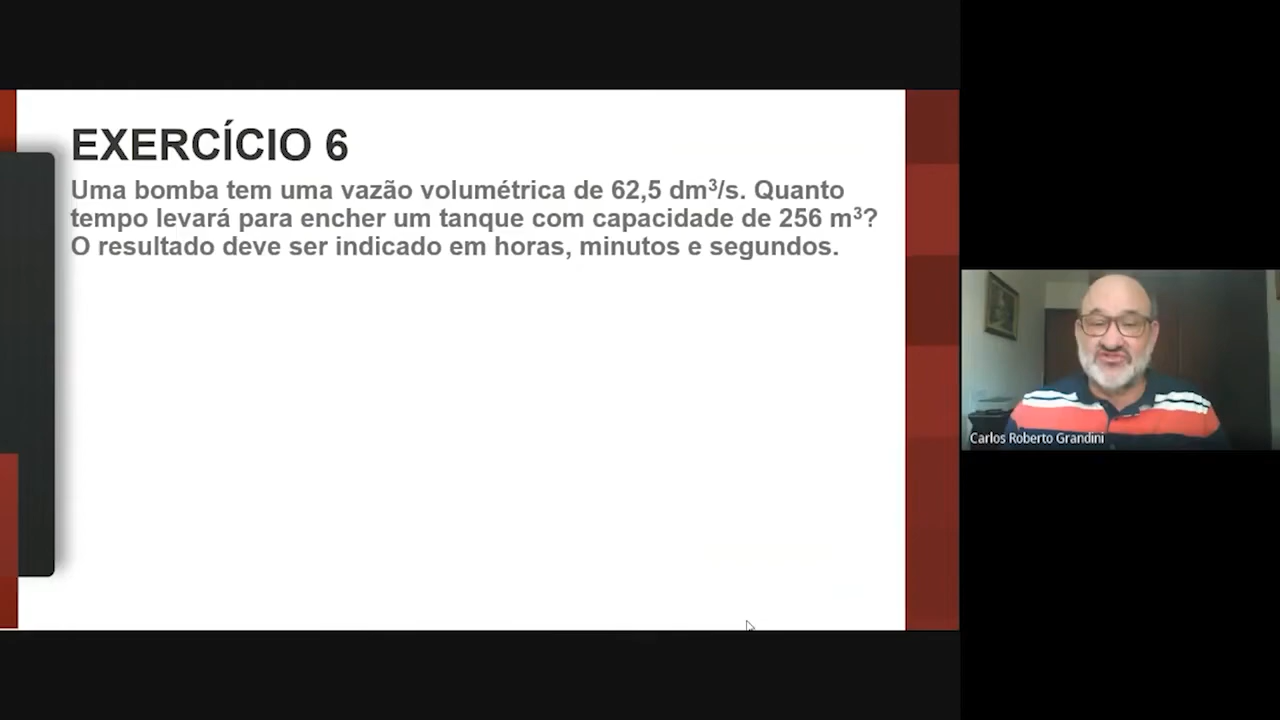 EXERCÍCIO 6
Uma bomba tem uma vazão volumétrica de 62,5 dm³/s. Quanto
tempo levará para encher um tanque com capacidade de 256 m³?
O resultado deve ser indicado em horas, minutos e segundos.
Carlos Roberto Grandini